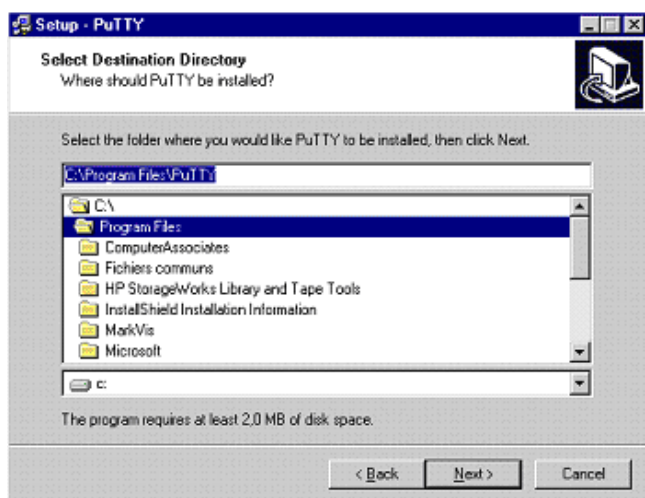 Setup - PuTTY
Select Destination Directory
Where should PuTTY be installed?
Select the folder where you would like PuTTY to be installed, then click Next.
C:\Program Files\PuTTY
C:\
Program Files
ComputerAssociates
Fichiers communs
HP StorageWorks Library and Tape Tools
InstallShield Installation Information
MarkVis
Microsoft
c:
The program requires at least 2,0 MB of disk space.
< Back Next > Cancel